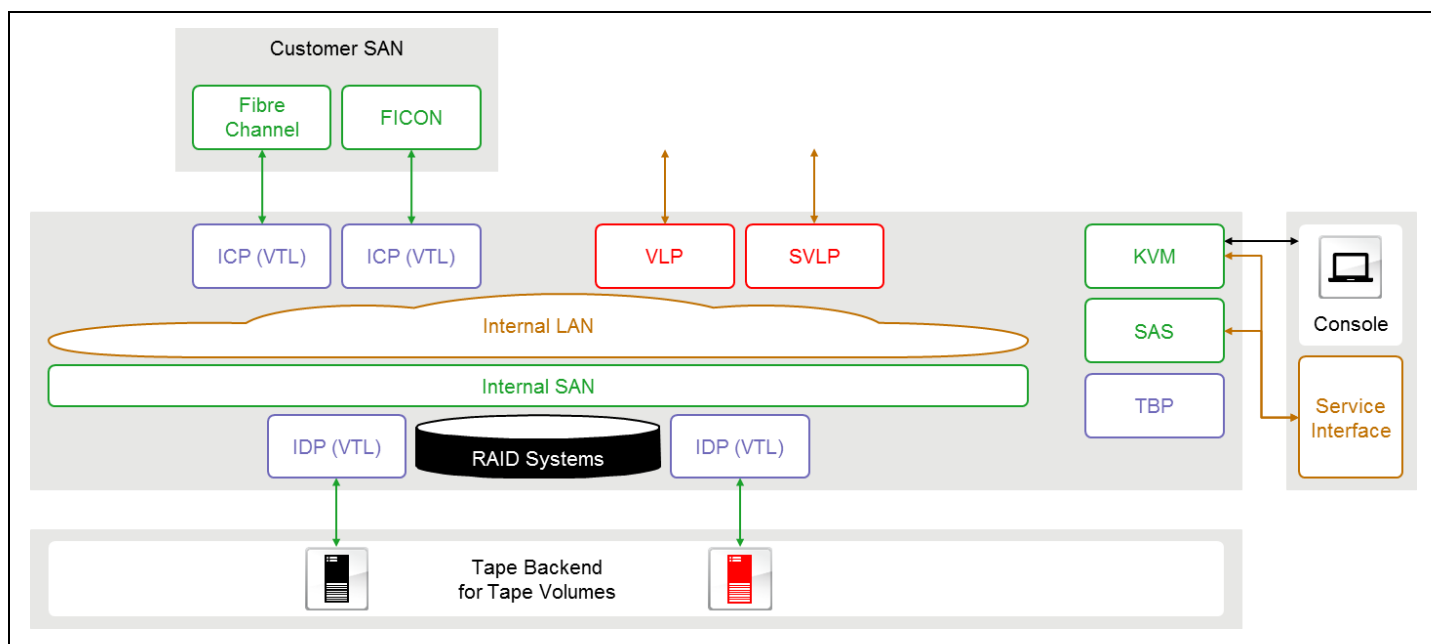 Customer SAN
Fibre
Channel
FICON
ICP (VTL)
ICP (VTL)
VLP
SVLP
KVM
Console
Internal LAN
SAS
Internal SAN
TBP
Service
Interface
IDP (VTL)
RAID Systems
IDP (VTL)
Tape Backend
for Tape Volumes